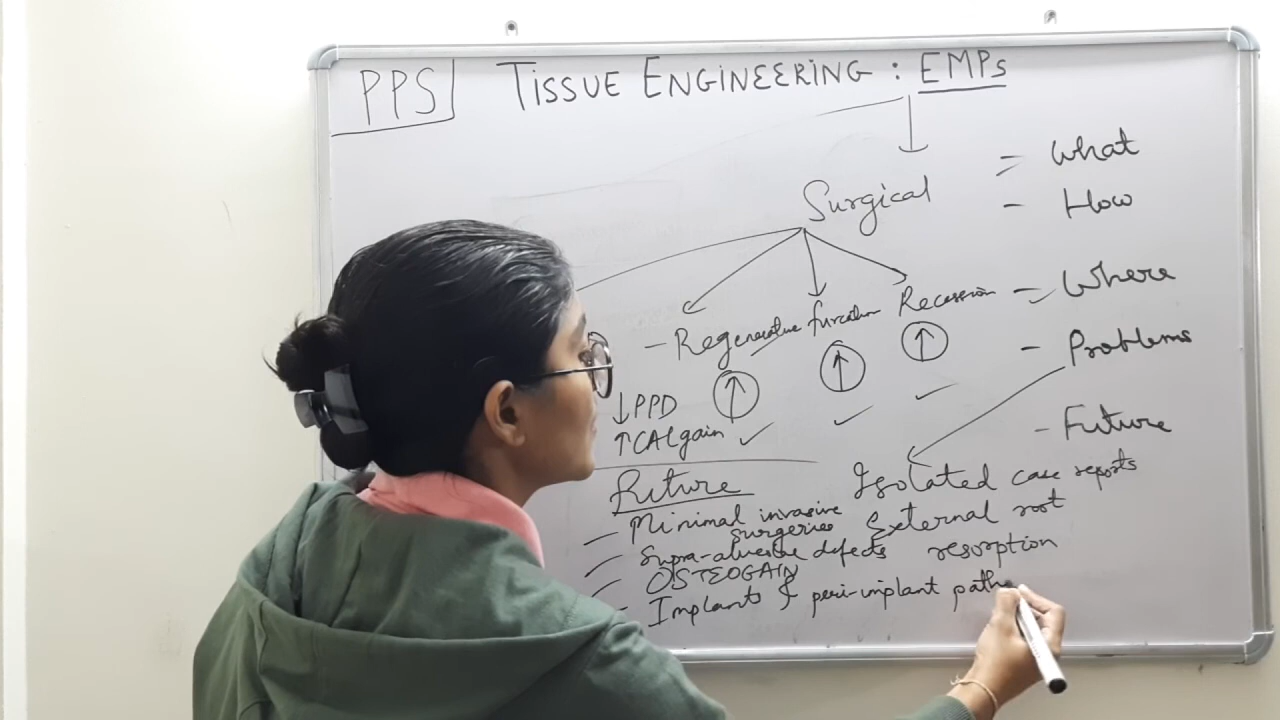 PPS
TISSUE ENGINEERING : EMPs
Surgical
- Regenerative furcation Recession
↓PPD
↑CAL gain
= What
- How
= Where
- Problems
- Future
Isolated case reports
External root
resorption
Future
- Minimal invasive
surgeries
- Supra-alveolar defects
- OSTEOGAIN
- Implants & peri-implant path